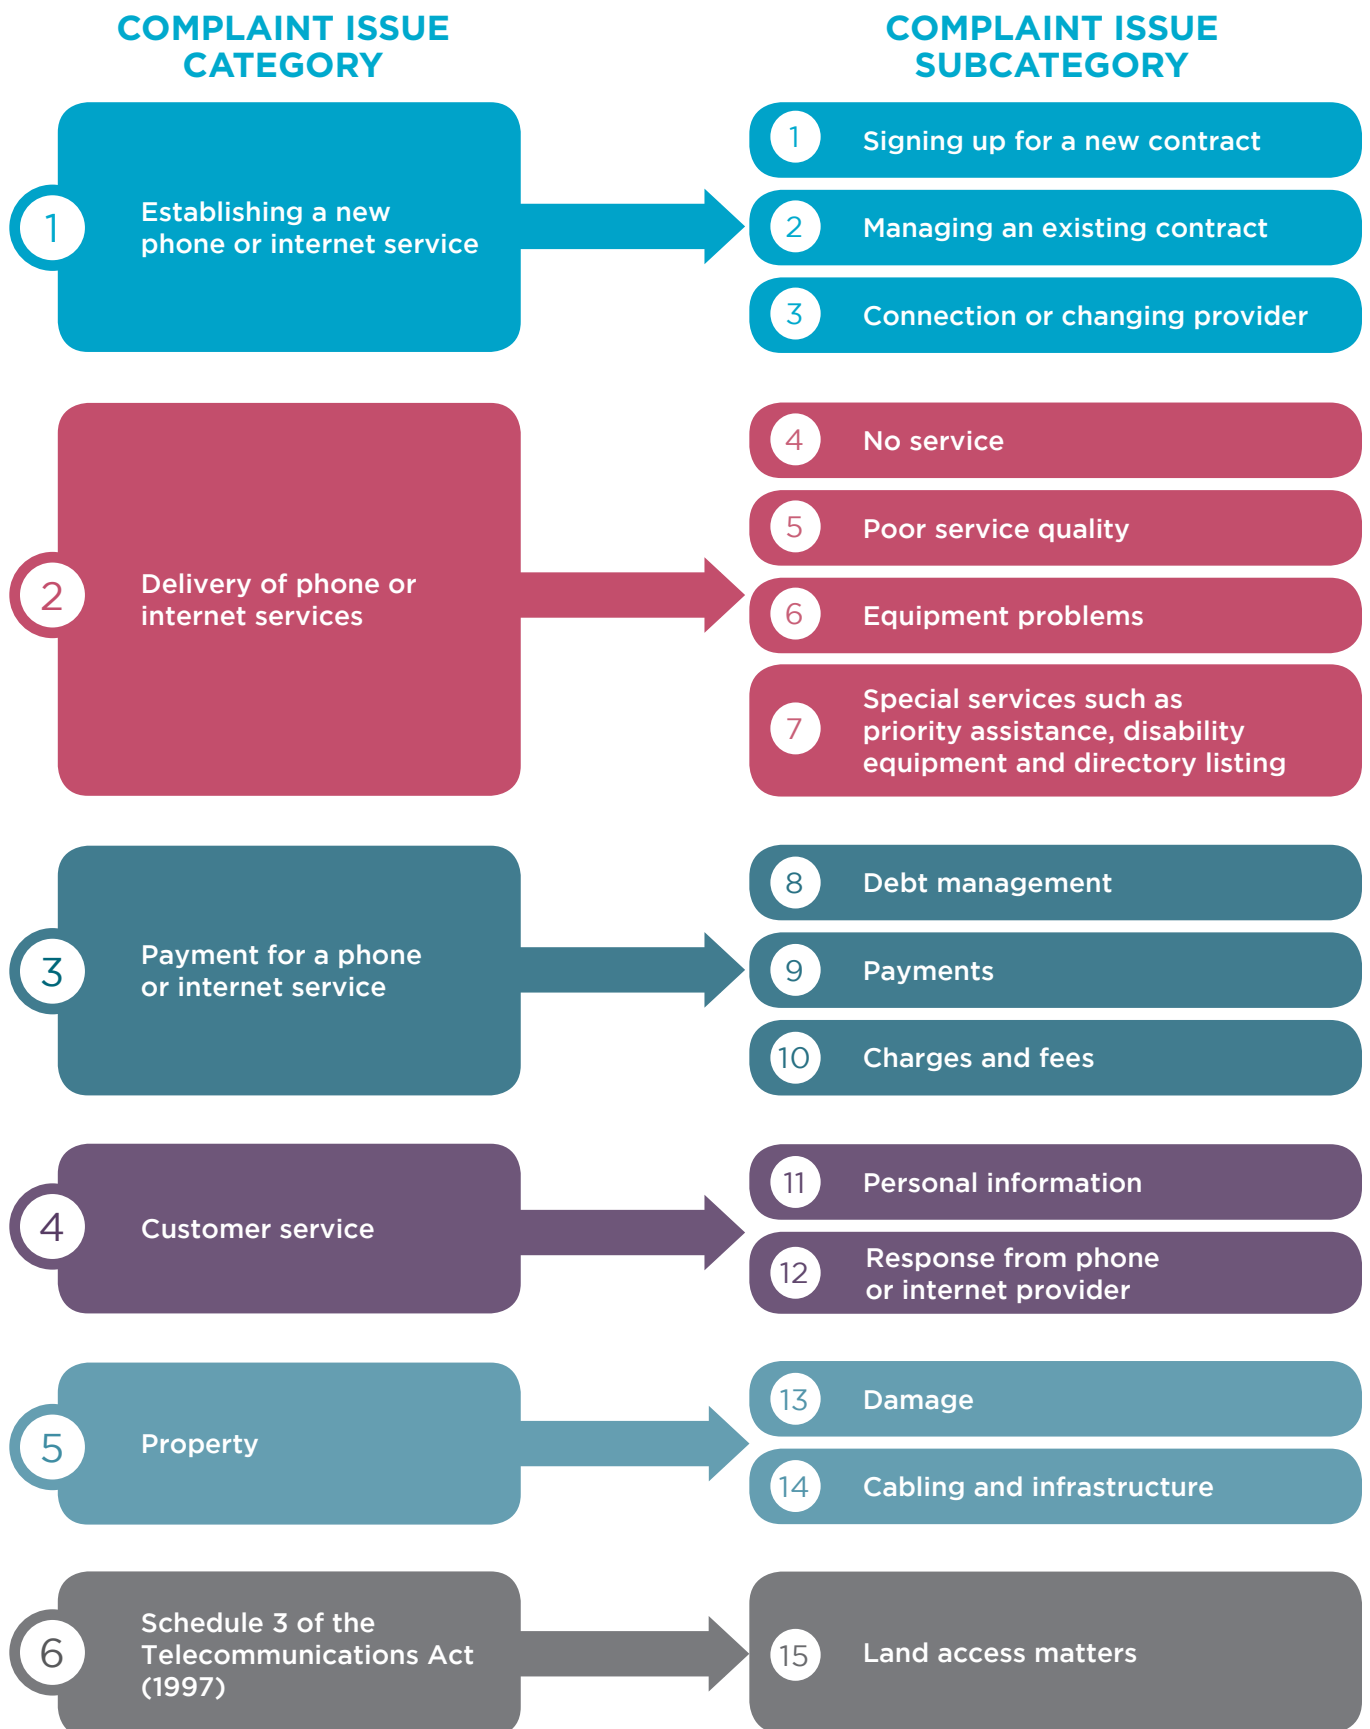 COMPLAINT ISSUE
CATEGORY
COMPLAINT ISSUE
SUBCATEGORY
1
Establishing a new
phone or internet service
1
Signing up for a new contract
2
Managing an existing contract
3
Connection or changing provider
2
Delivery of phone or
internet services
4
No service
5
Poor service quality
6
Equipment problems
7
Special services such as
priority assistance, disability
equipment and directory listing
3
Payment for a phone
or internet service
8
Debt management
9
Payments
10
Charges and fees
4
Customer service
11
Personal information
12
Response from phone
or internet provider
5
Property
13
Damage
14
Cabling and infrastructure
6
Schedule 3 of the
Telecommunications Act
(1997)
15
Land access matters